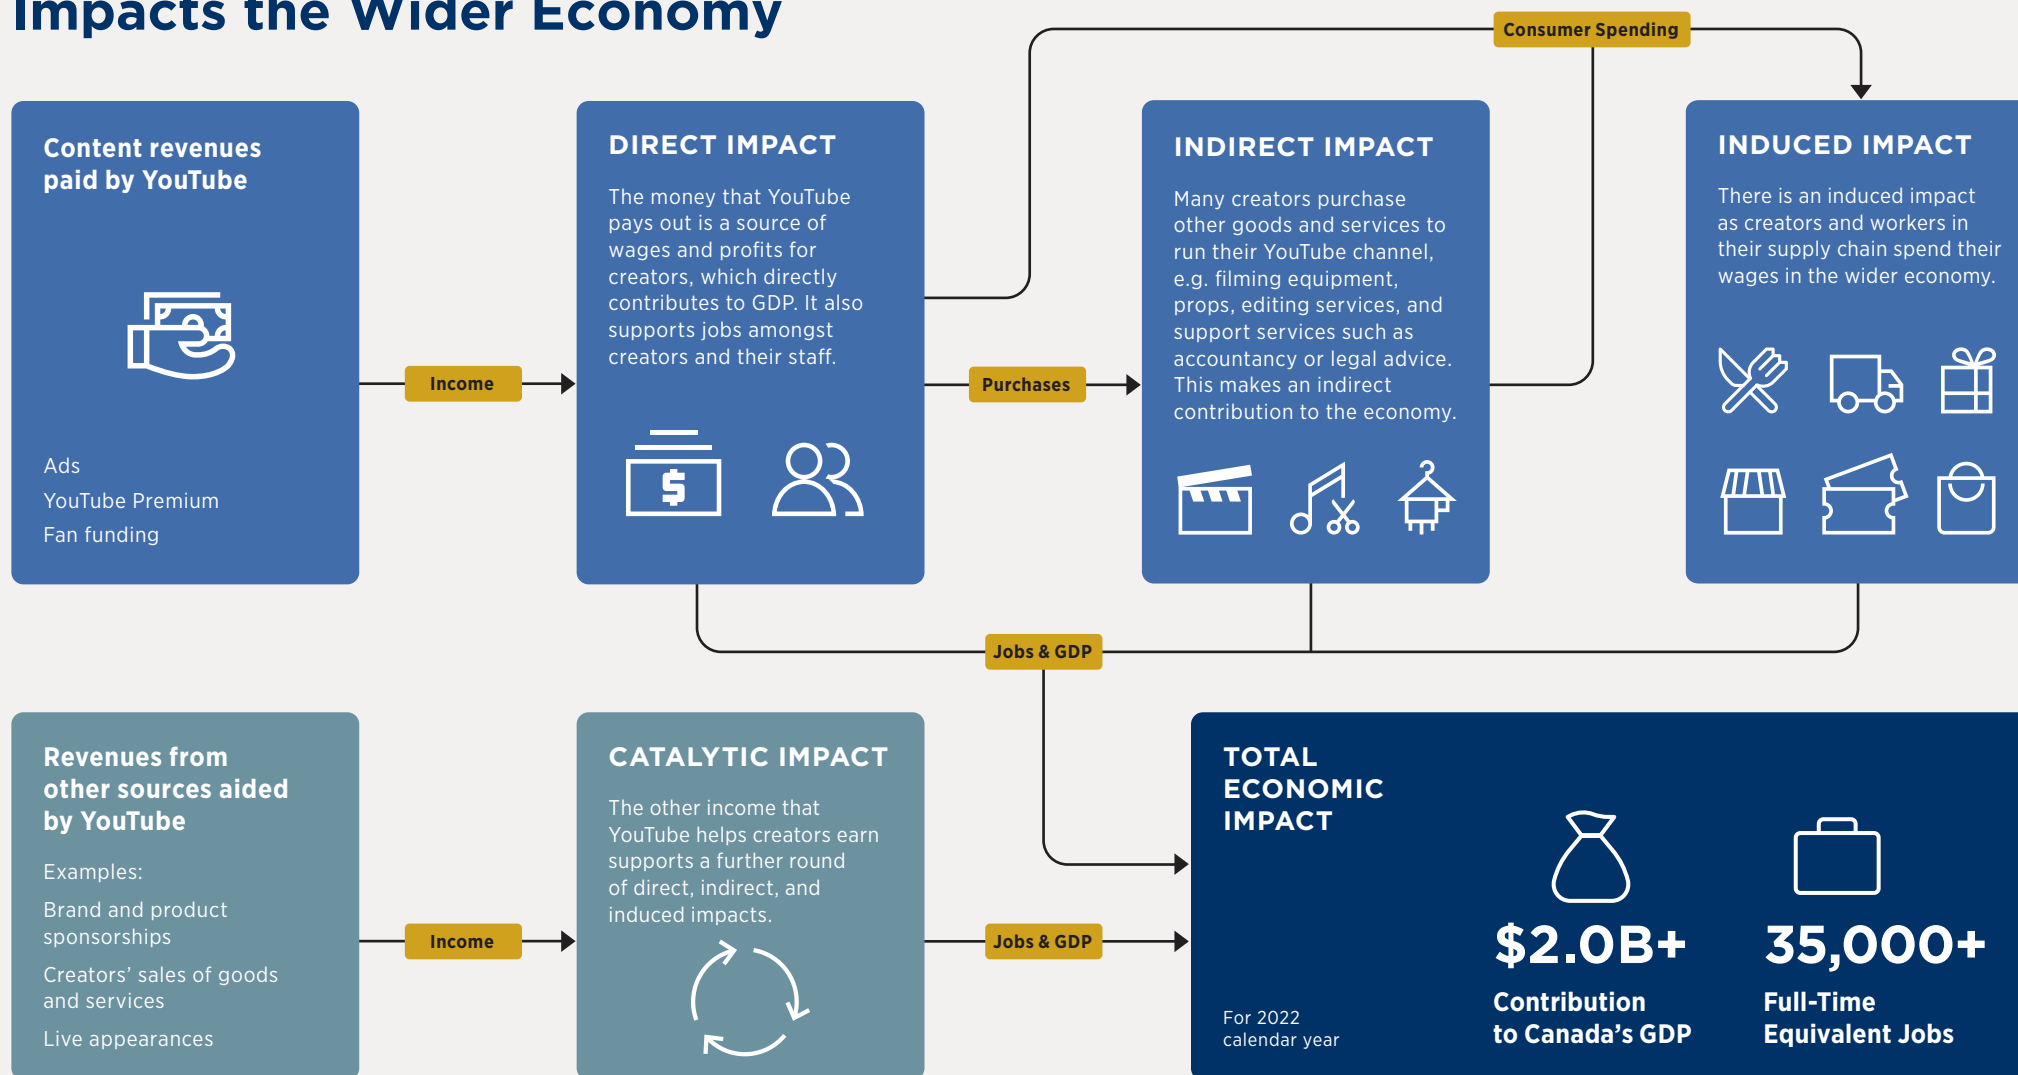 Impacts the Wider Economy
Consumer Spending
Content revenues
paid by YouTube
Ads
YouTube Premium
Fan funding
Income
DIRECT IMPACT
The money that YouTube
pays out is a source of
wages and profits for
creators, which directly
contributes to GDP. It also
supports jobs amongst
creators and their staff.
Purchases
INDIRECT IMPACT
Many creators purchase
other goods and services to
run their YouTube channel,
e.g. filming equipment,
props, editing services, and
support services such as
accountancy or legal advice.
This makes an indirect
contribution to the economy.
INDUCED IMPACT
There is an induced impact
as creators and workers in
their supply chain spend their
wages in the wider economy.
Jobs & GDP
Revenues from
other sources aided
by YouTube
Examples:
Brand and product
sponsorships
Creators’ sales of goods
and services
Live appearances
Income
CATALYTIC IMPACT
The other income that
YouTube helps creators earn
supports a further round
of direct, indirect, and
induced impacts.
Jobs & GDP
TOTAL
ECONOMIC
IMPACT
For 2022
calendar year
$2.0B+
Contribution
to Canada’s GDP
35,000+
Full-Time
Equivalent Jobs